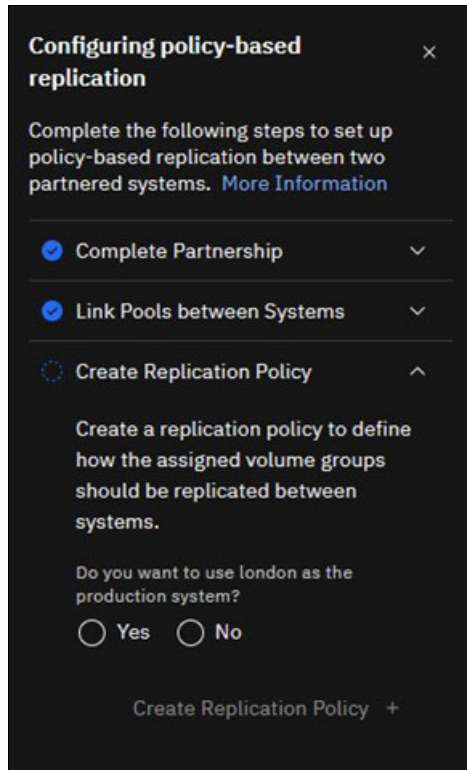 Configuring policy-based
replication
Complete the following steps to set up
policy-based replication between two
partnered systems. More Information
Complete Partnership
Link Pools between Systems
Create Replication Policy
Create a replication policy to define
how the assigned volume groups
should be replicated between
systems.
Do you want to use london as the
production system?
Yes No
Create Replication Policy +